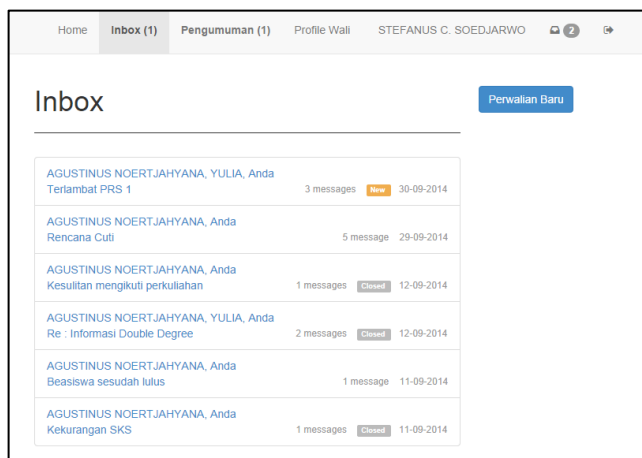 Home Inbox (1) Pengumuman (1) Profile Wali STEFANUS C. SOEDJARWO 2
Inbox
Perwalian Baru
AGUSTINUS NOERTJAHYANA, YULIA, Anda
Terlambat PRS 1 3 messages New 30-09-2014
AGUSTINUS NOERTJAHYANA, Anda
Rencana Cuti 5 message 29-09-2014
AGUSTINUS NOERTJAHYANA, Anda
Kesulitan mengikuti perkuliahan 1 messages Closed 12-09-2014
AGUSTINUS NOERTJAHYANA, YULIA, Anda
Re : Informasi Double Degree 2 messages Closed 12-09-2014
AGUSTINUS NOERTJAHYANA, Anda
Beasiswa sesudah lulus 1 message 11-09-2014
AGUSTINUS NOERTJAHYANA, Anda
Kekurangan SKS 1 messages Closed 11-09-2014